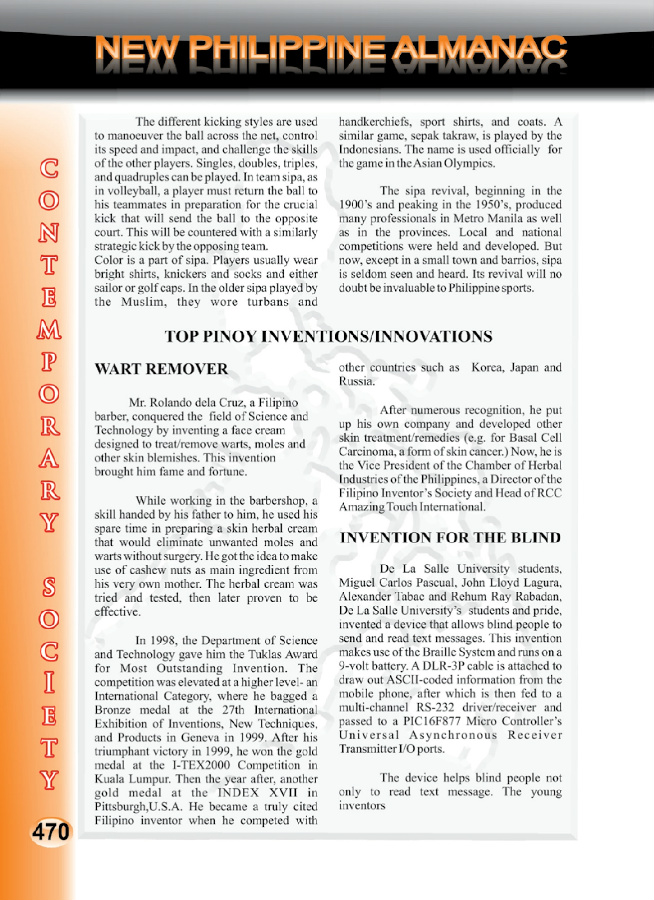 NEW PHILIPPINE ALMANAC
CONTEMPORARY SOCIETY
The different kicking styles are used
to manoeuver the ball across the net, control
its speed and impact, and challenge the skills
of the other players. Singles, doubles, triples,
and quadruples can be played. In team sipa, as
in volleyball, a player must return the ball to
his teammates in preparation for the crucial
kick that will send the ball to the opposite
court. This will be countered with a similarly
strategic kick by the opposing team.
Color is a part of sipa. Players usually wear
bright shirts, knickers and socks and either
sailor or golf caps. In the older sipa played by
the Muslim, they wore turbans and
handkerchiefs, sport shirts, and coats. A
similar game, sepak takraw, is played by the
Indonesians. The name is used officially for
the game in the Asian Olympics.
The sipa revival, beginning in the
1900's and peaking in the 1950's, produced
many professionals in Metro Manila as well
as in the provinces. Local and national
competitions were held and developed. But
now, except in a small town and barrios, sipa
is seldom seen and heard. Its revival will no
doubt be invaluable to Philippine sports.
TOP PINOY INVENTIONS/INNOVATIONS
WART REMOVER
Mr. Rolando dela Cruz, a Filipino
barber, conquered the field of Science and
Technology by inventing a face cream
designed to treat/remove warts, moles and
other skin blemishes. This invention
brought him fame and fortune.
While working in the barbershop, a
skill handed by his father to him, he used his
spare time in preparing a skin herbal cream
that would eliminate unwanted moles and
warts without surgery. He got the idea to make
use of cashew nuts as main ingredient from
his very own mother. The herbal cream was
tried and tested, then later proven to be
effective.
In 1998, the Department of Science
and Technology gave him the Tuklas Award
for Most Outstanding Invention. The
competition was elevated at a higher level- an
International Category, where he bagged a
Bronze medal at the 27th International
Exhibition of Inventions, New Techniques,
and Products in Geneva in 1999. After his
triumphant victory in 1999, he won the gold
medal at the I-TEX2000 Competition in
Kuala Lumpur. Then the year after, another
gold medal at the INDEX XVII in
Pittsburgh,U.S.A. He became a truly cited
Filipino inventor when he competed with
other countries such as Korea, Japan and
Russia.
After numerous recognition, he put
up his own company and developed other
skin treatment/remedies (e.g. for Basal Cell
Carcinoma, a form of skin cancer.) Now, he is
the Vice President of the Chamber of Herbal
Industries of the Philippines, a Director of the
Filipino Inventor's Society and Head of RCC
Amazing Touch International.
INVENTION FOR THE BLIND
De La Salle University students,
Miguel Carlos Pascual, John Lloyd Lagura,
Alexander Tabac and Rehum Ray Rabadan,
De La Salle University's students and pride,
invented a device that allows blind people to
send and read text messages. This invention
makes use of the Braille System and runs on a
9-volt battery. A DLR-3P cable is attached to
draw out ASCII-coded information from the
mobile phone, after which is then fed to a
multi-channel RS-232 driver/receiver and
passed to a PIC16F877 Micro Controller's
Universal Asynchronous Receiver
Transmitter I/O ports.
The device helps blind people not
only to read text message. The young
inventors
470